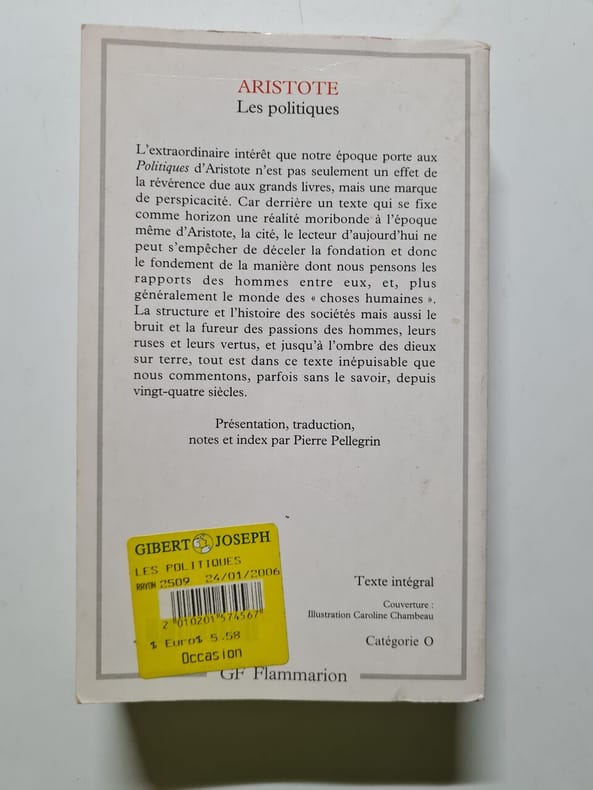 ARISTOTE
Les politiques
L'extraordinaire intérêt que notre époque porte aux
Politiques d'Aristote n'est pas seulement un effet de
la révérence due aux grands livres, mais une marque
de perspicacité. Car derrière un texte qui se fixe
comme horizon une réalité moribonde à l'époque
même d'Aristote, la cité, le lecteur d'aujourd'hui ne
peut s'empêcher de déceler la fondation et donc
le fondement de la manière dont nous pensons les
rapports des hommes entre eux, et, plus
généralement le monde des « choses humaines ».
La structure et l'histoire des sociétés mais aussi le
bruit et la fureur des passions des hommes, leurs
ruses et leurs vertus, et jusqu'à l'ombre des dieux
sur terre, tout est dans ce texte inépuisable que
nous commentons, parfois sans le savoir, depuis
vingt-quatre siècles.
Présentation, traduction,
notes et index par Pierre Pellegrin
GIBERT JOSEPH
LES POLITIQUES
RAYON 2509 24/01/2006
2 010201 574567
% Euro% 5.58
Occasion
Texte intégral
Couverture :
Illustration Caroline Chambeau
Catégorie O
GF Flammarion